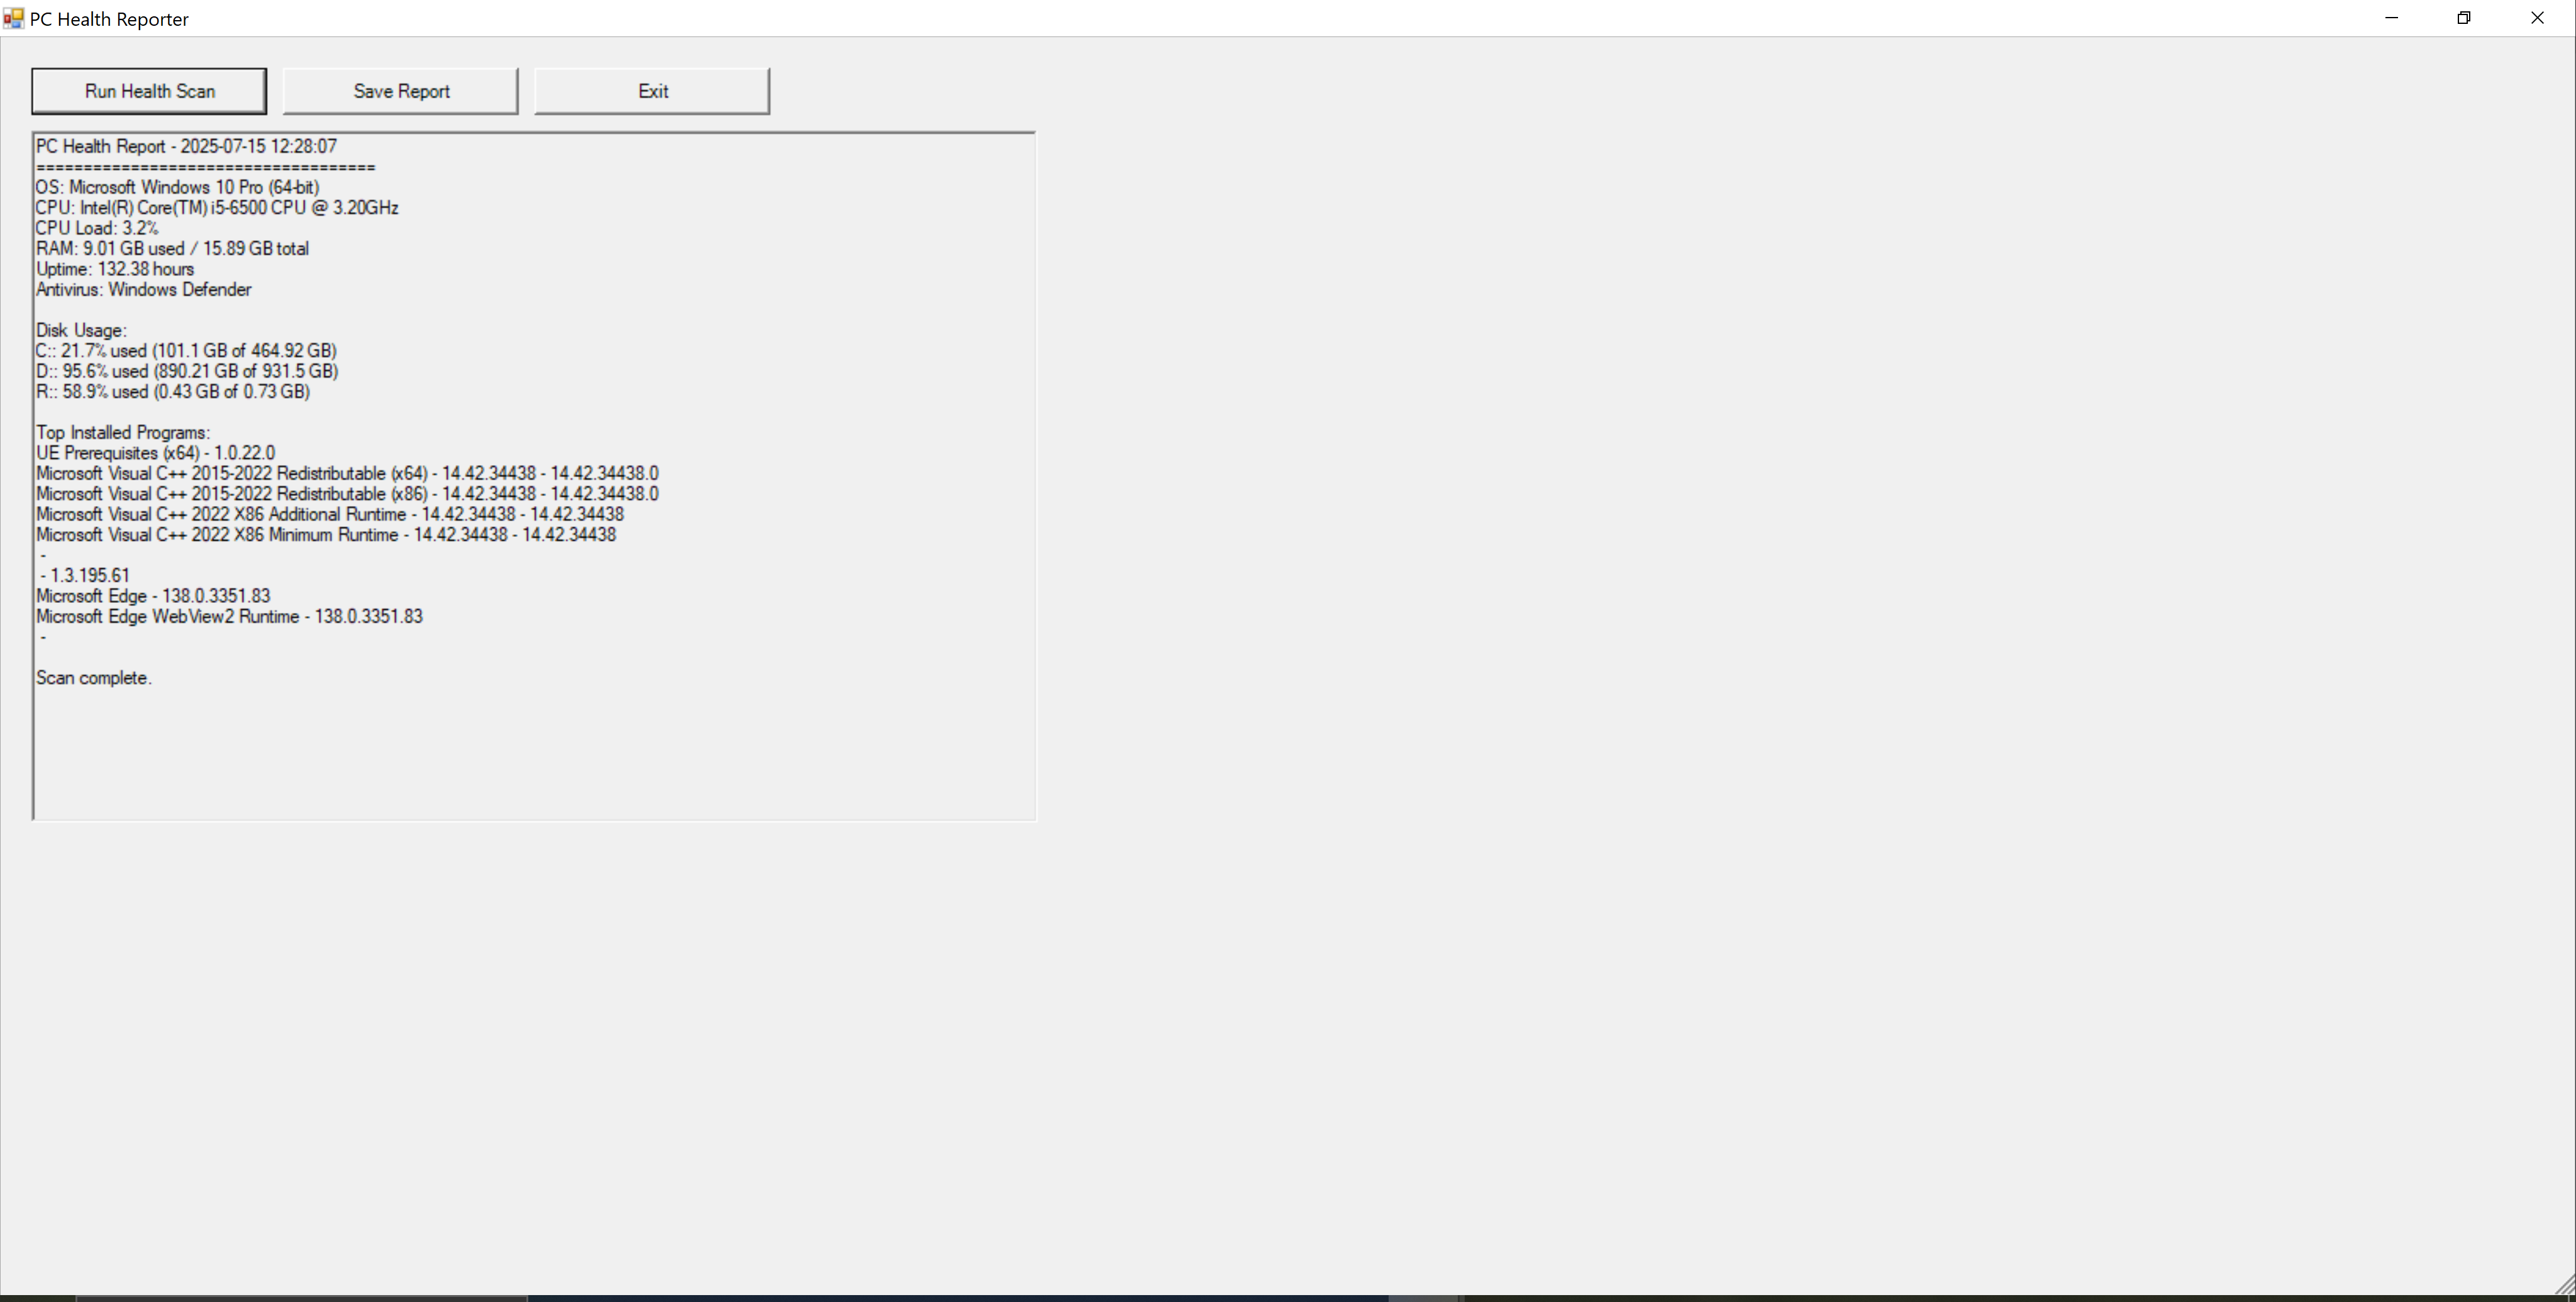 PC Health Reporter
Run Health Scan
Save Report
Exit
PC Health Report - 2025-07-15 12:28:07
====================================
OS: Microsoft Windows 10 Pro (64-bit)
CPU: Intel(R) Core(TM) i5-6500 CPU @ 3.20GHz
CPU Load: 3.2%
RAM: 9.01 GB used / 15.89 GB total
Uptime: 132.38 hours
Antivirus: Windows Defender
Disk Usage:
C:: 21.7% used (101.1 GB of 464.92 GB)
D:: 95.6% used (890.21 GB of 931.5 GB)
R:: 58.9% used (0.43 GB of 0.73 GB)
Top Installed Programs:
UE Prerequisites (x64) - 1.0.22.0
Microsoft Visual C++ 2015-2022 Redistributable (x64) - 14.42.34438 - 14.42.34438.0
Microsoft Visual C++ 2015-2022 Redistributable (x86) - 14.42.34438 - 14.42.34438.0
Microsoft Visual C++ 2022 X86 Additional Runtime - 14.42.34438 - 14.42.34438
Microsoft Visual C++ 2022 X86 Minimum Runtime - 14.42.34438 - 14.42.34438
-
- 1.3.195.61
Microsoft Edge - 138.0.3351.83
Microsoft Edge WebView2 Runtime - 138.0.3351.83
-
Scan complete.